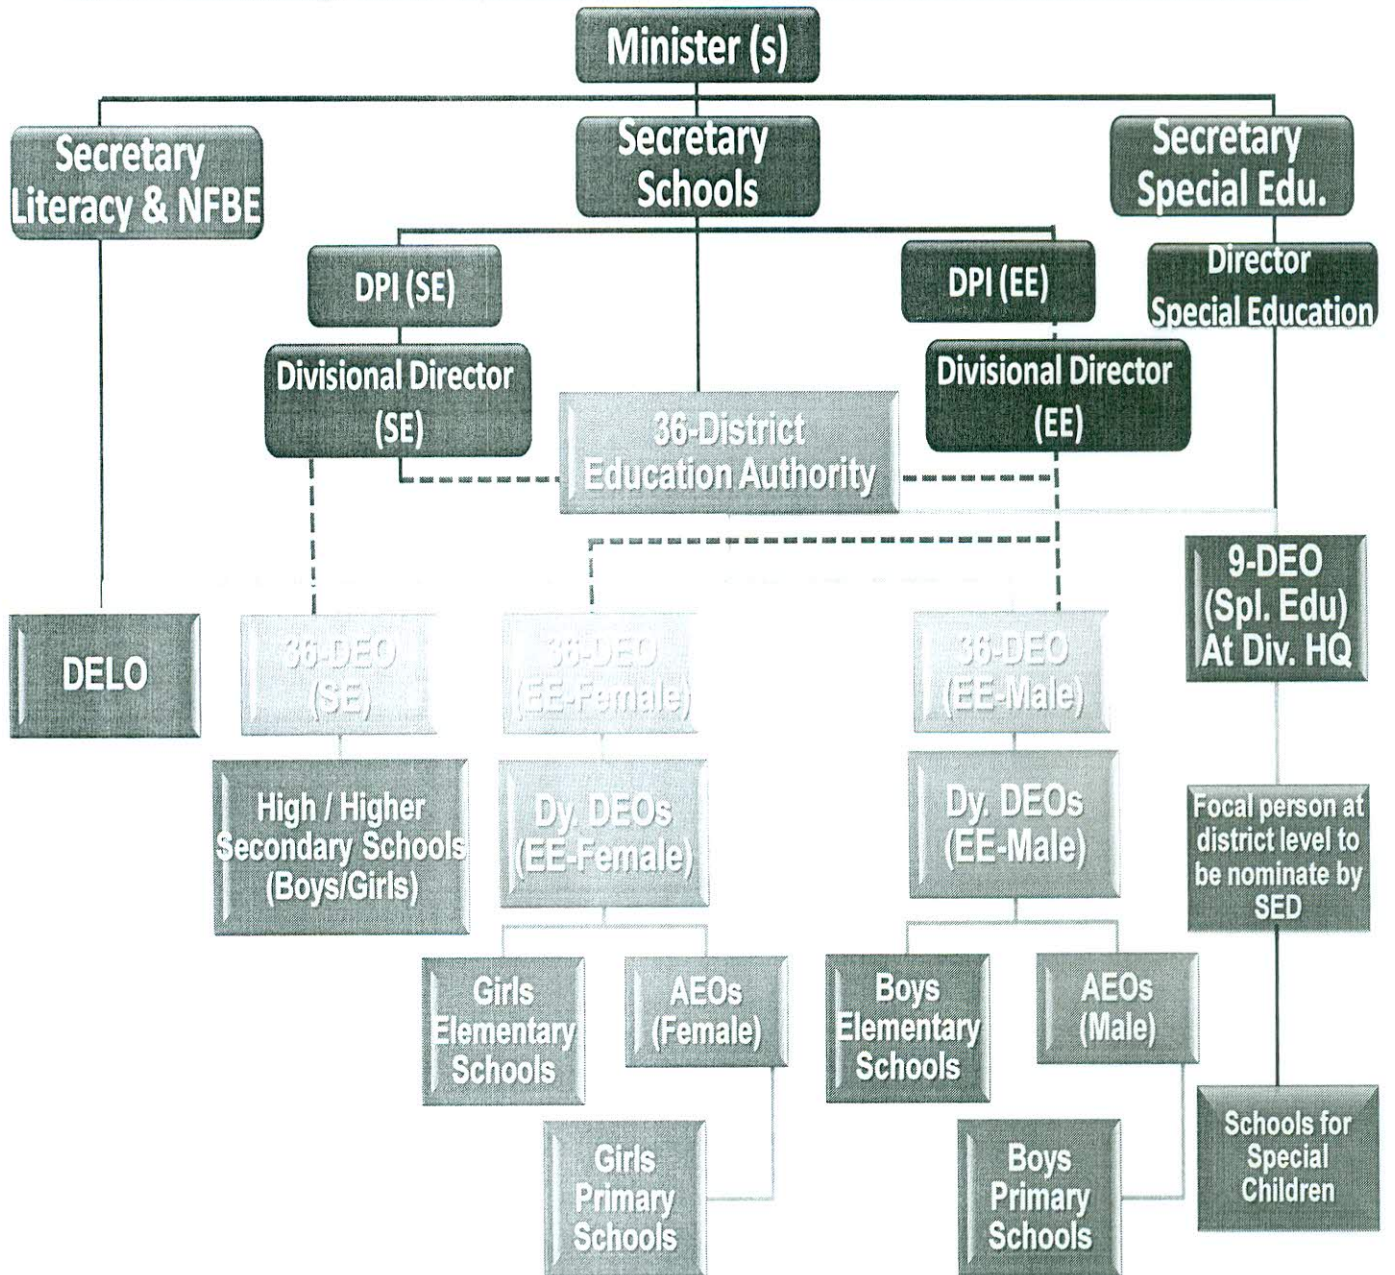 Minister (s)
Secretary
Literacy & NFBE
Secretary
Schools
Secretary
Special Edu.
DPI (SE)
DPI (EE)
Director
Special Education
Divisional Director
(SE)
36-District
Education Authority
Divisional Director
(EE)
DELO
36-DEO
(SE)
36-DEO
(EE-Female)
36-DEO
(EE-Male)
9-DEO
(Spl. Edu)
At Div. HQ
High / Higher
Secondary Schools
(Boys/Girls)
Dy. DEOs
(EE-Female)
Dy. DEOs
(EE-Male)
Focal person at
district level to
be nominate by
SED
Girls
Elementary
Schools
AEOs
(Female)
Boys
Elementary
Schools
AEOs
(Male)
Girls
Primary
Schools
Boys
Primary
Schools
Schools for
Special
Children